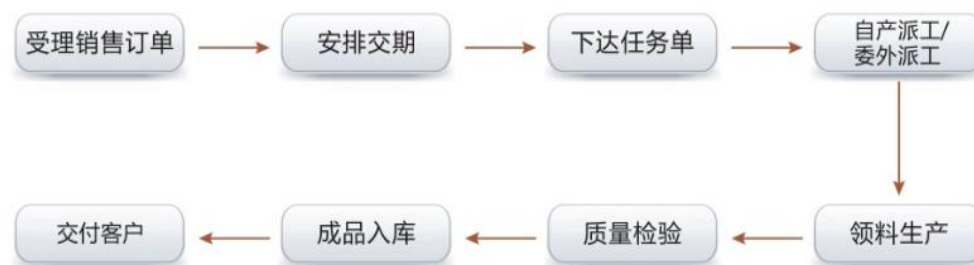 受理销售订单
安排交期
下达任务单
自产派工/
委外派工
领料生产
质量检验
成品入库
交付客户